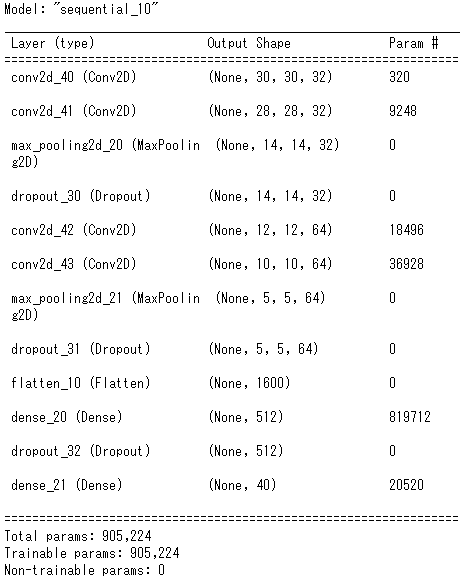 Model: "sequential_10"
Layer (type) Output Shape Param #
=================================================================
conv2d_40 (Conv2D) (None, 30, 30, 32) 320
conv2d_41 (Conv2D) (None, 28, 28, 32) 9248
max_pooling2d_20 (MaxPoolin (None, 14, 14, 32) 0
g2D)
dropout_30 (Dropout) (None, 14, 14, 32) 0
conv2d_42 (Conv2D) (None, 12, 12, 64) 18496
conv2d_43 (Conv2D) (None, 10, 10, 64) 36928
max_pooling2d_21 (MaxPoolin (None, 5, 5, 64) 0
g2D)
dropout_31 (Dropout) (None, 5, 5, 64) 0
flatten_10 (Flatten) (None, 1600) 0
dense_20 (Dense) (None, 512) 819712
dropout_32 (Dropout) (None, 512) 0
dense_21 (Dense) (None, 40) 20520
=================================================================
Total params: 905,224
Trainable params: 905,224
Non-trainable params: 0